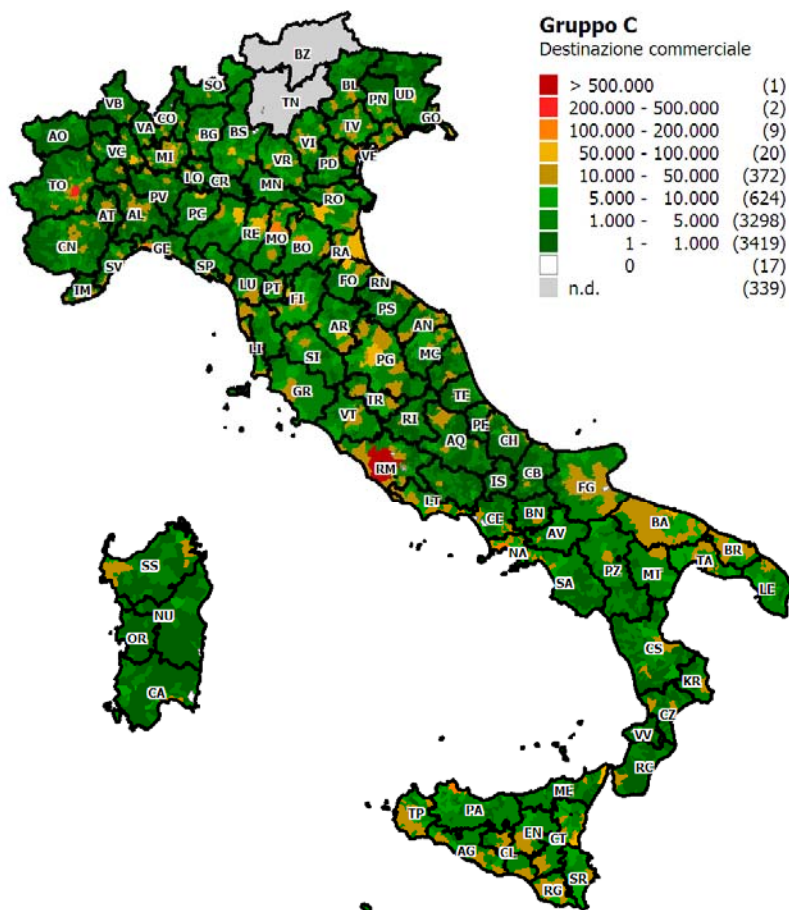 Gruppo C
Destinazione commerciale
> 500.000 (1)
200.000 - 500.000 (2)
100.000 - 200.000 (9)
50.000 - 100.000 (20)
10.000 - 50.000 (372)
5.000 - 10.000 (624)
1.000 - 5.000 (3298)
1 - 1.000 (3419)
0 (17)
n.d. (339)
BZ
SO
TN
BL
PN
UD
VB
VA
CO
BG
BS
VI
TV
GO
AO
VC
MI
VR
PD
VE
TO
LO
CR
MN
RO
AT
AL
PV
PC
RE
MO
BO
RA
CN
GE
SV
SP
IM
LU
PT
FI
FO
RN
PS
AR
AN
LI
SI
PG
MC
GR
TR
TE
VT
RI
PE
AQ
CH
RM
IS
CB
FG
LT
CE
BN
BA
NA
AV
BR
SA
PZ
MT
TA
LE
SS
NU
OR
CA
CS
KR
CZ
VV
RC
ME
TP
PA
EN
CT
AG
CL
SR
RG